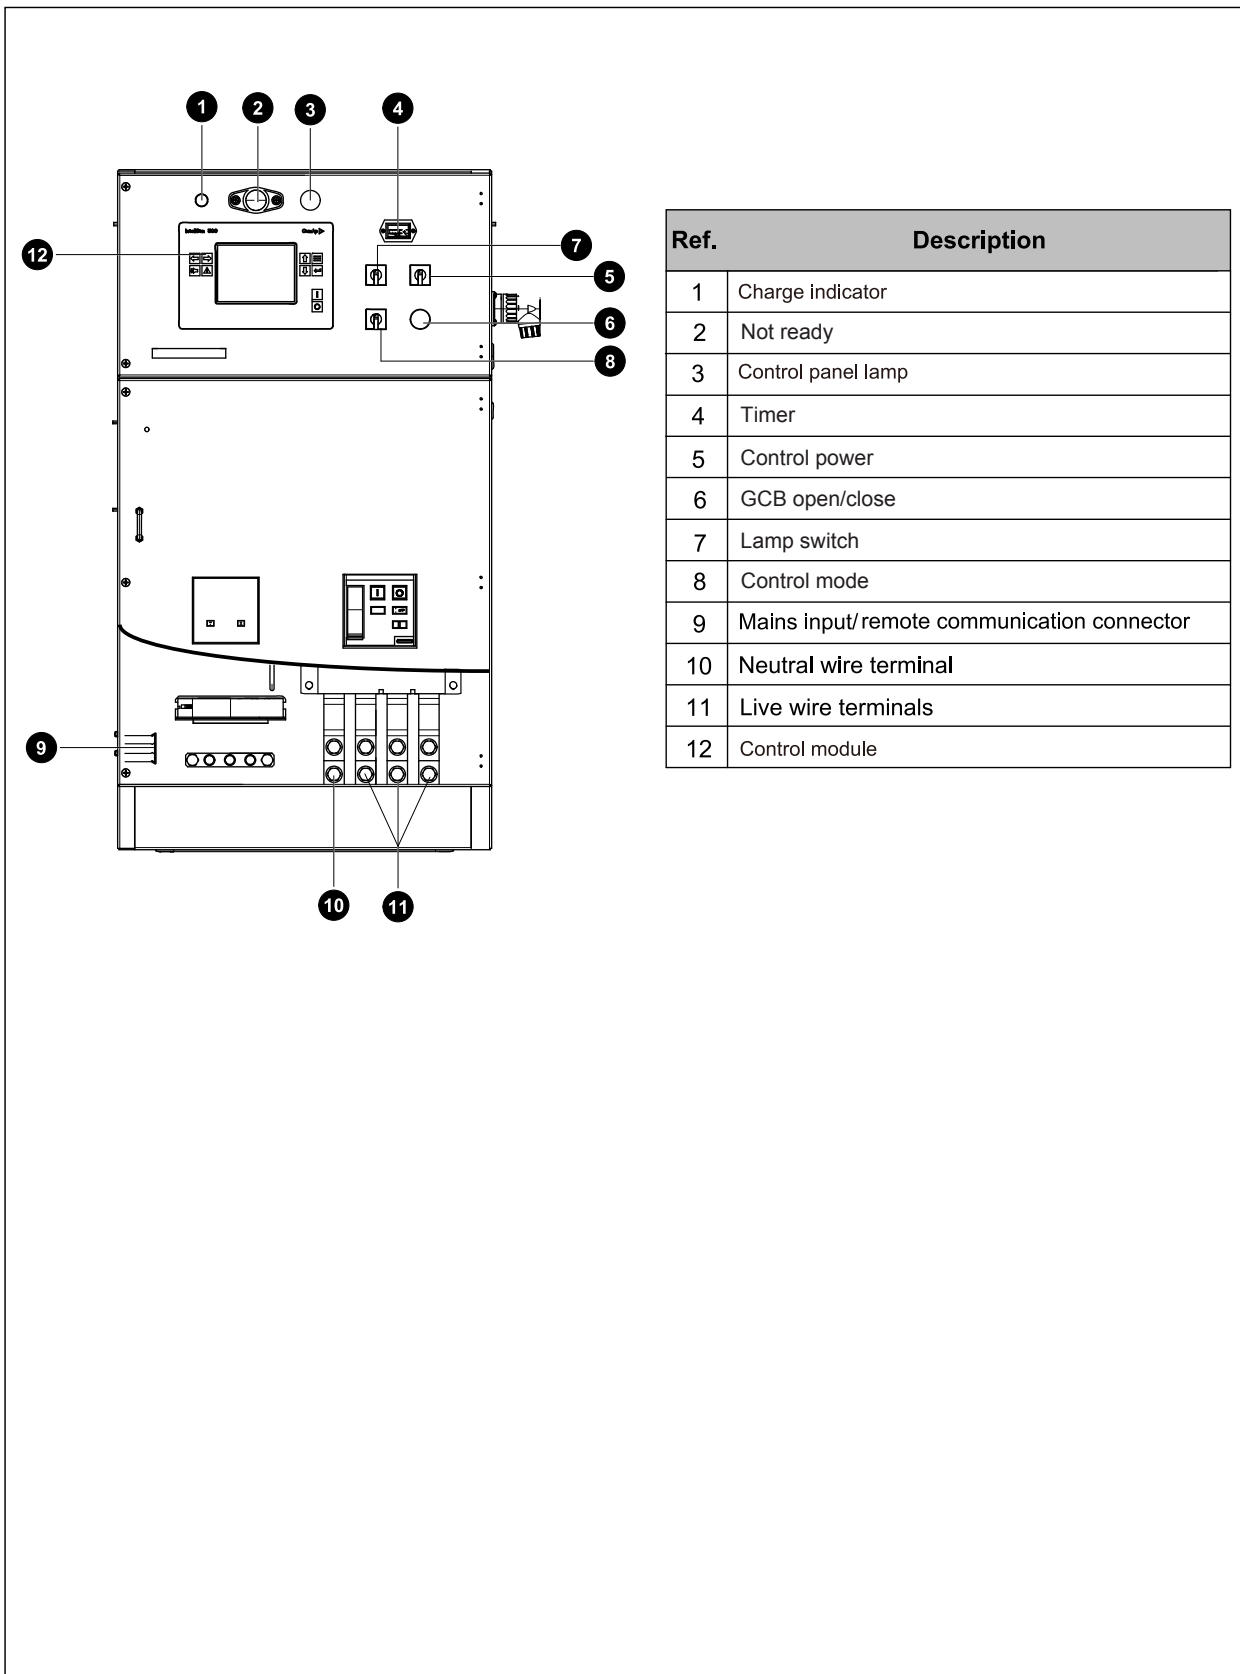 1 2 3 4
12 7 5 6 8
9
10 11
Ref. Description
1 Charge indicator
2 Not ready
3 Control panel lamp
4 Timer
5 Control power
6 GCB open/close
7 Lamp switch
8 Control mode
9 Mains input/remote communication connector
10 Neutral wire terminal
11 Live wire terminals
12 Control module